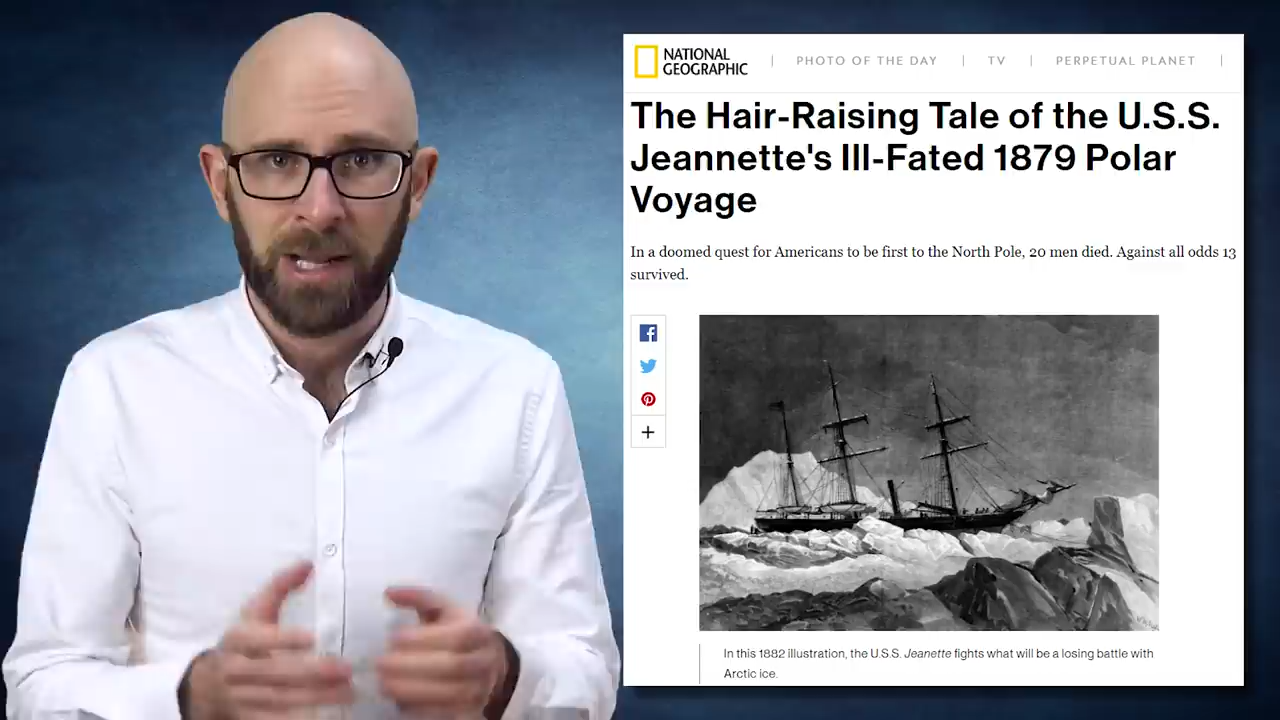 NATIONAL
GEOGRAPHIC
PHOTO OF THE DAY
TV
PERPETUAL PLANET
The Hair-Raising Tale of the U.S.S.
Jeannette's Ill-Fated 1879 Polar
Voyage
In a doomed quest for Americans to be first to the North Pole, 20 men died. Against all odds 13
survived.
In this 1882 illustration, the U.S.S. Jeanette fights what will be a losing battle with
Arctic ice.